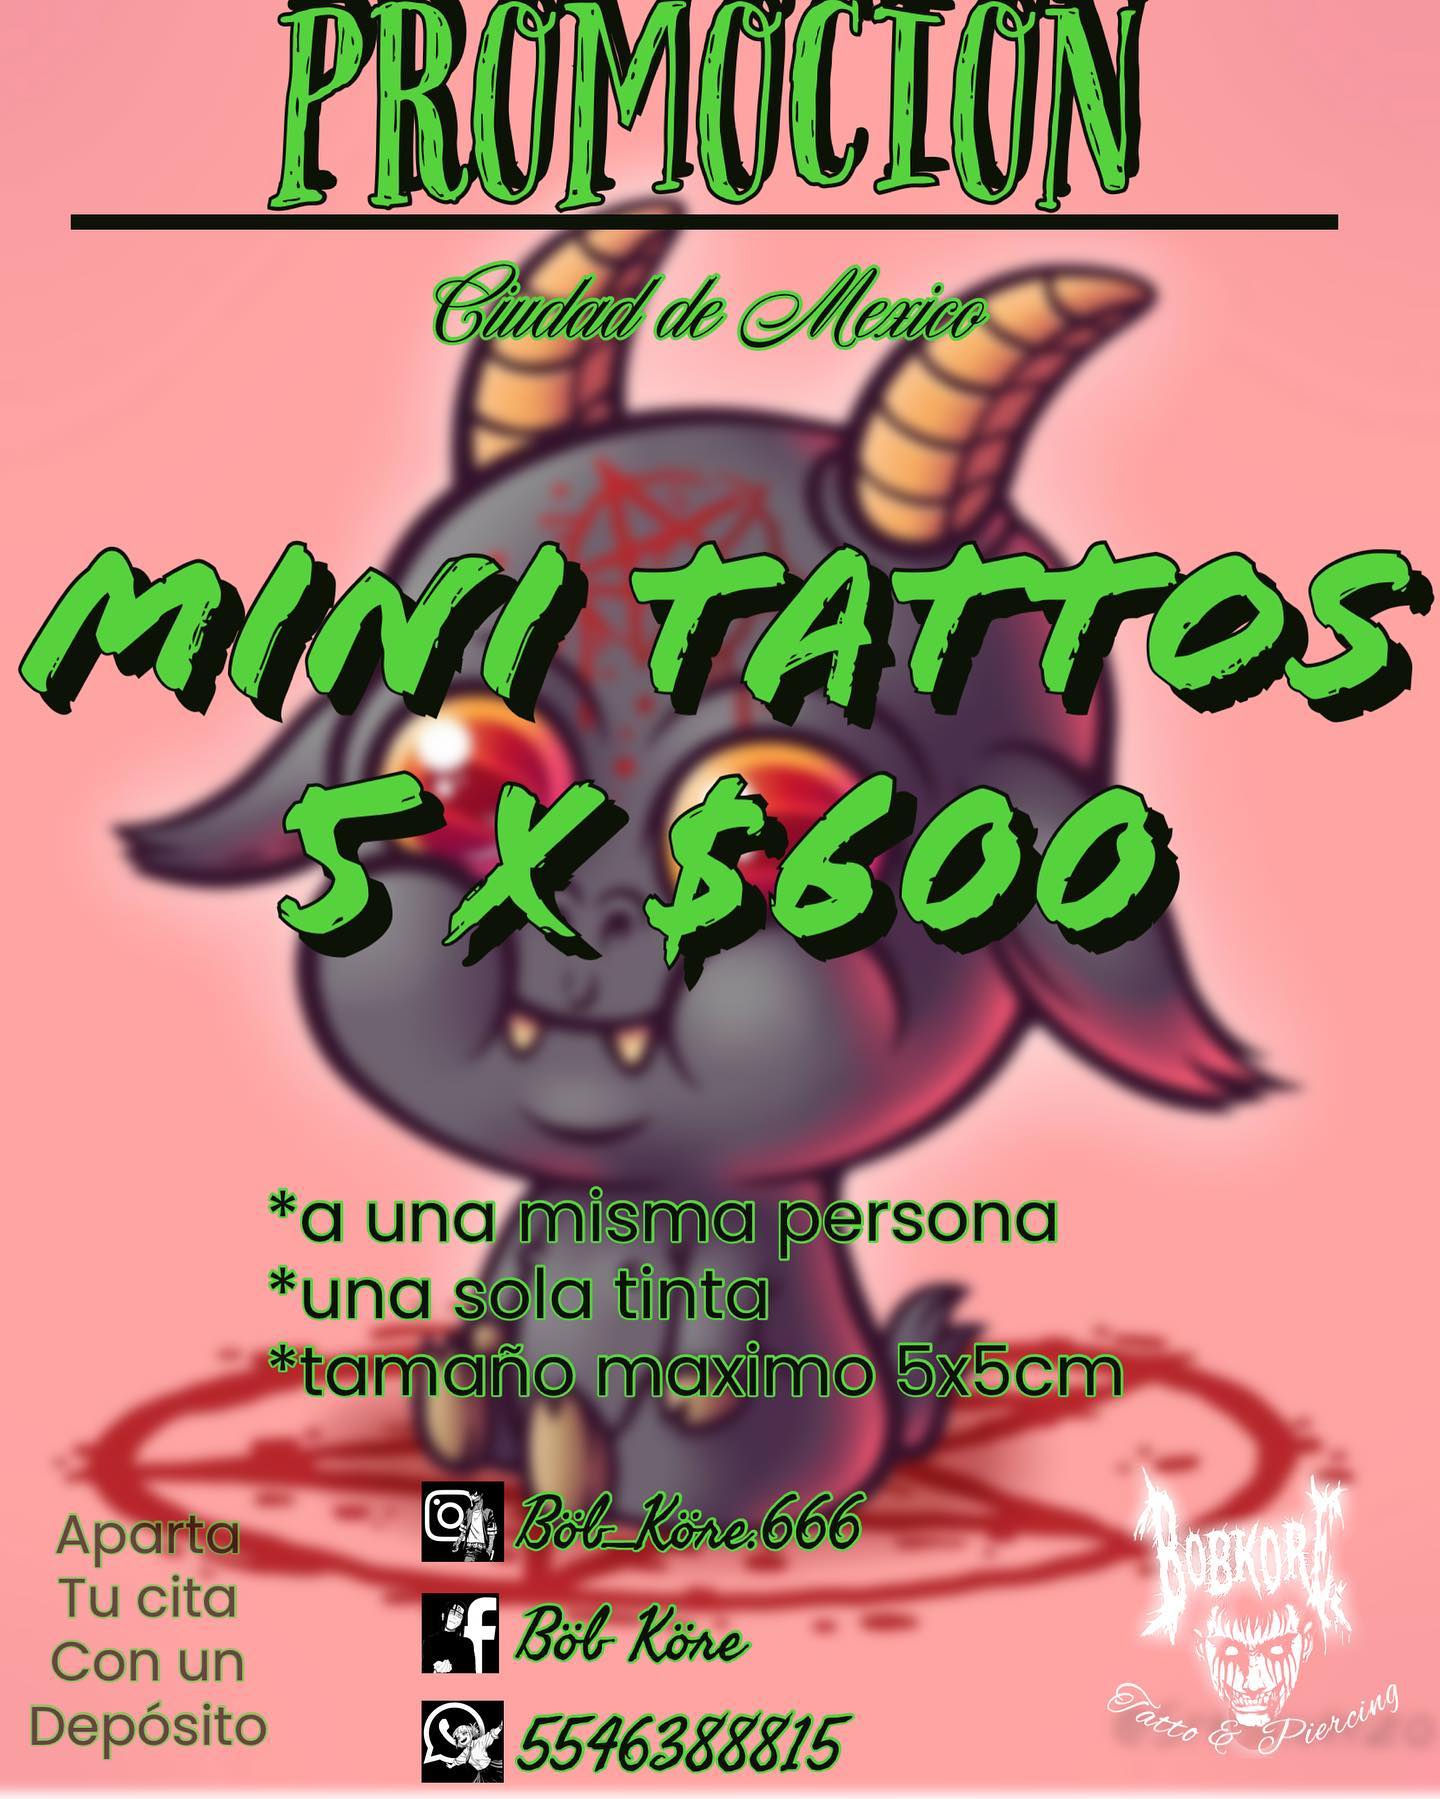 PROMOCION
Ciudad de Mexico
MINI TATTOS
5 X $600
*a una misma persona
*una sola tinta
*tamaño maximo 5x5cm
Aparta
Tu cita
Con un
Depósito
Böb_Köre.666
Böb Köre
5546388815
BOBKORE
Tatto & Piercing